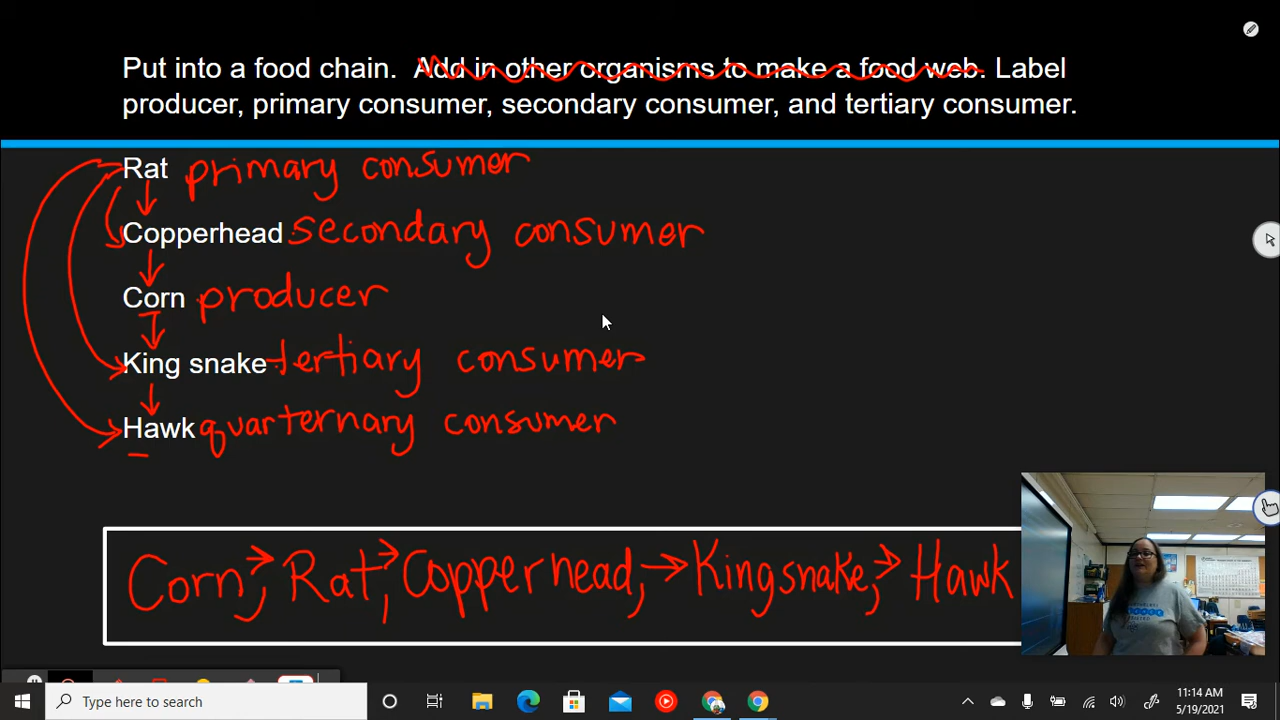 Put into a food chain. Add in other organisms to make a food web. Label
producer, primary consumer, secondary consumer, and tertiary consumer.
Rat primary consumer
Copperhead secondary consumer
Corn producer
King snake tertiary consumer
Hawk quarternary consumer
Corn, → Rat, → Copperhead, → Kingsnake, → Hawk
Type here to search
11:14 AM
5/19/2021